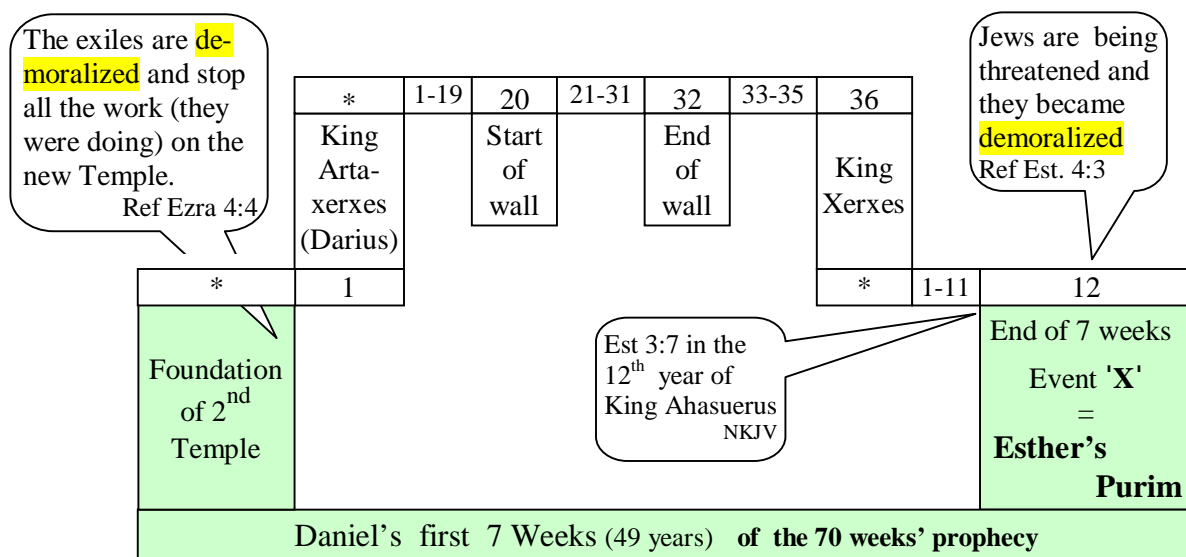 The exiles are de-
moralized and stop
all the work (they
were doing) on the
new Temple.
Ref Ezra 4:4
Jews are being
threatened and
they became
demoralized
Ref Est. 4:3
* 1-19 20 21-31 32 33-35 36
King
Arta-
xerxes
(Darius)
Start
of
wall
End
of
wall
King
Xerxes
* 1 * 1-11 12
Foundation
of 2nd
Temple
Est 3:7 in the
12th year of
King Ahasuerus
NKJV
End of 7 weeks
Event 'X'
=
Esther's
Purim
Daniel's first 7 Weeks (49 years) of the 70 weeks' prophecy